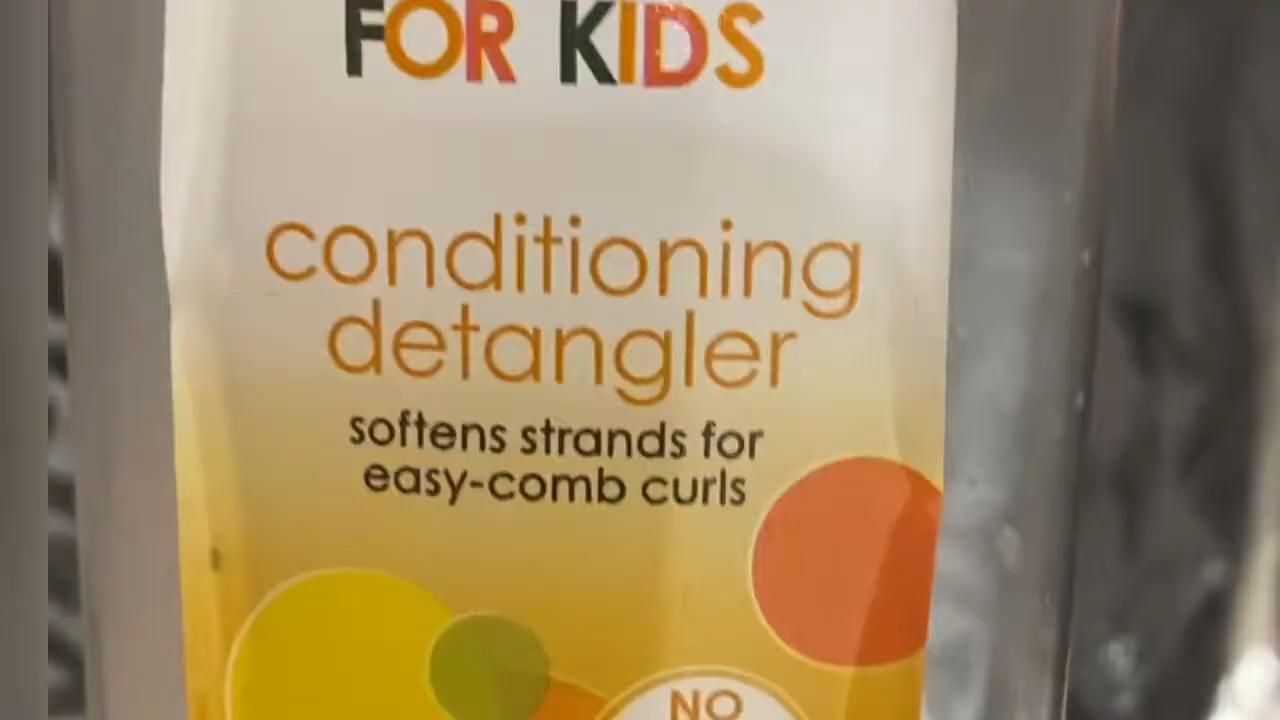 FOR KIDS
conditioning
detangler
softens strands for
easy-comb curls
NO